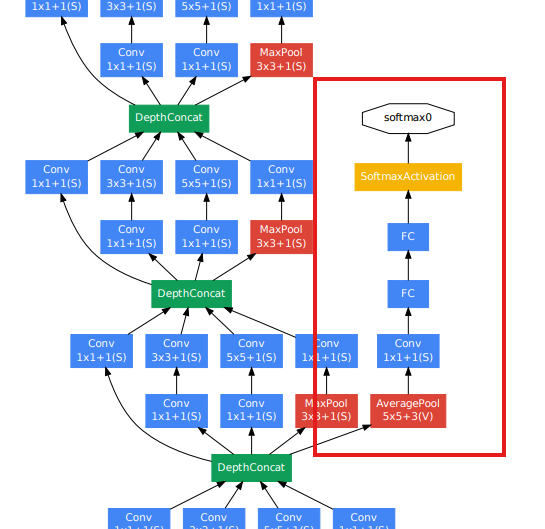 1x1+1(S) 3x3+1(S) 5x5+1(S) 1x1+1(S)
Conv Conv MaxPool
1x1+1(S) 1x1+1(S) 3x3+1(S)
DepthConcat softmax0
Conv Conv Conv Conv
1x1+1(S) 3x3+1(S) 5x5+1(S) 1x1+1(S)
SoftmaxActivation
Conv Conv MaxPool
1x1+1(S) 1x1+1(S) 3x3+1(S)
FC
DepthConcat FC
Conv Conv Conv Conv Conv
1x1+1(S) 3x3+1(S) 5x5+1(S) 1x1+1(S) 1x1+1(S)
Conv Conv MaxPool AveragePool
1x1+1(S) 1x1+1(S) 3x3+1(S) 5x5+3(V)
DepthConcat
Conv Conv Conv Conv